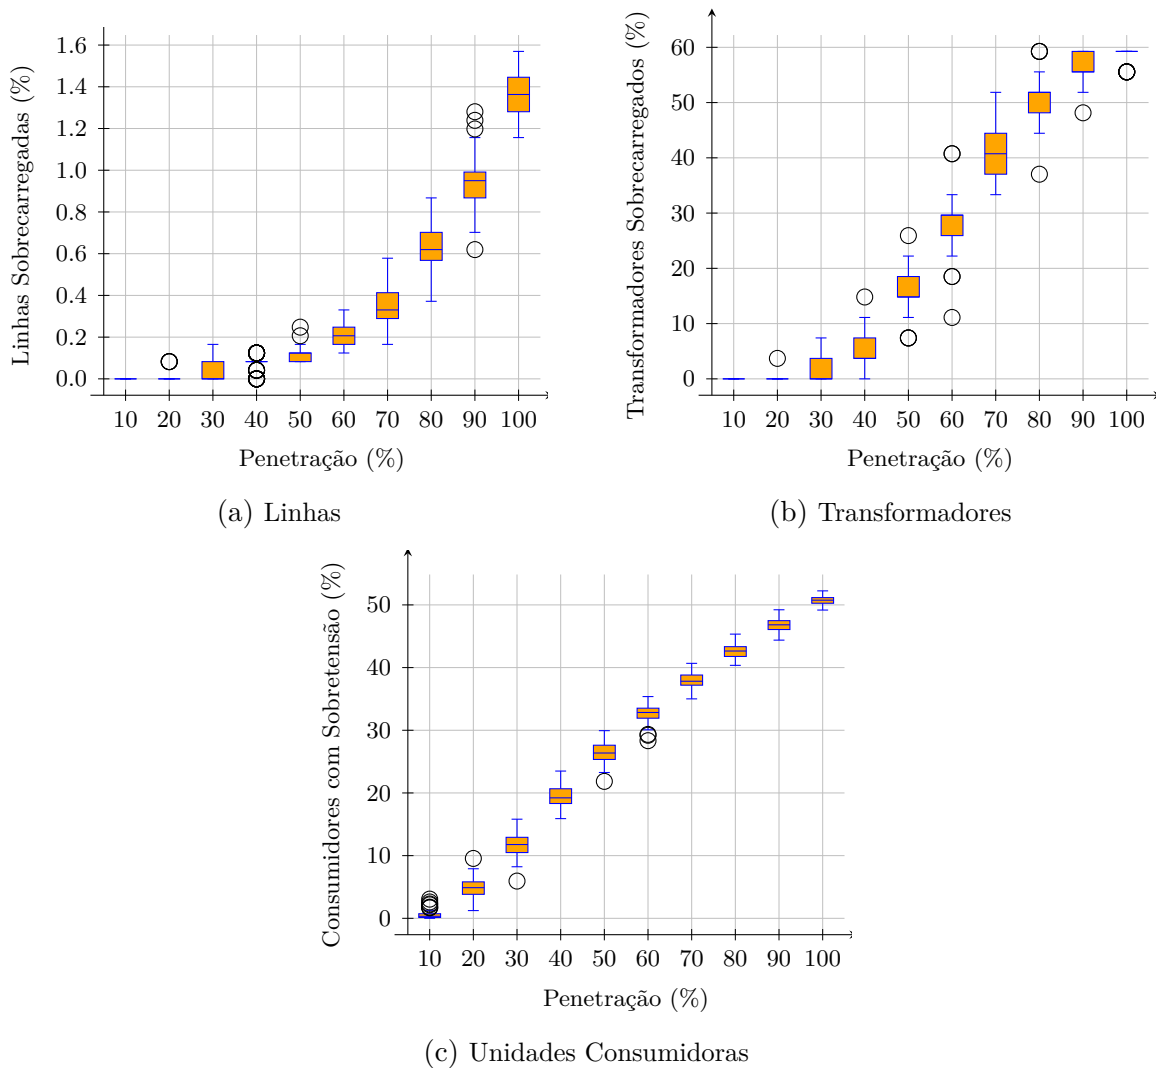 Linhas Sobrecarregadas (%)
1.6
1.4
1.2
1.0
0.8
0.6
0.4
0.2
0.0
10 20 30 40 50 60 70 80 90 100
Penetração (%)
(a) Linhas
Transformadores Sobrecarregados (%)
60
50
40
30
20
10
0
10 20 30 40 50 60 70 80 90 100
Penetração (%)
(b) Transformadores
Consumidores com Sobretensão (%)
50
40
30
20
10
0
10 20 30 40 50 60 70 80 90 100
Penetração (%)
(c) Unidades Consumidoras